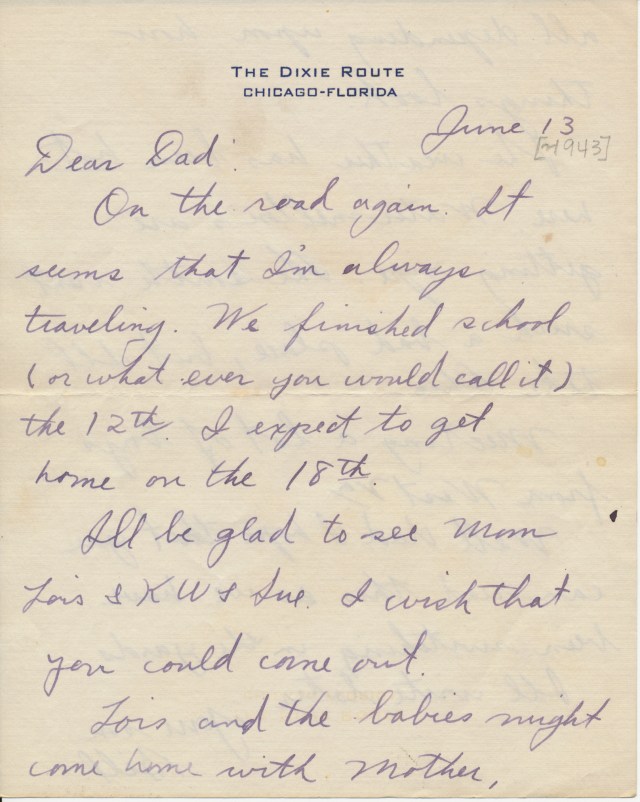 THE DIXIE ROUTE
CHICAGO-FLORIDA
June 13
[~1943]
Dear Dad:
On the road again. It
seems that I'm always
traveling. We finished school
(or what ever you would call it)
the 12th. I expect to get
home on the 18th.
I'll be glad to see Mom
Lois & KW & Sue. I wish that
you could come out.
Lois and the babies might
come home with Mother,